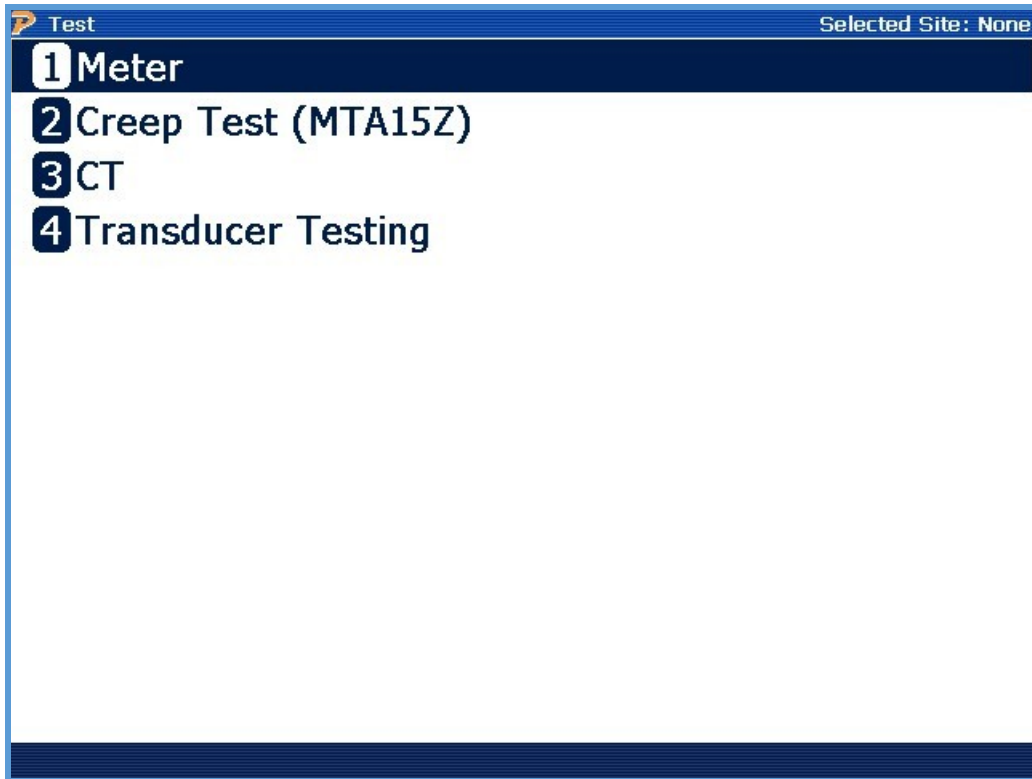 Test Selected Site: None
1 Meter
2 Creep Test (MTA15Z)
3 CT
4 Transducer Testing